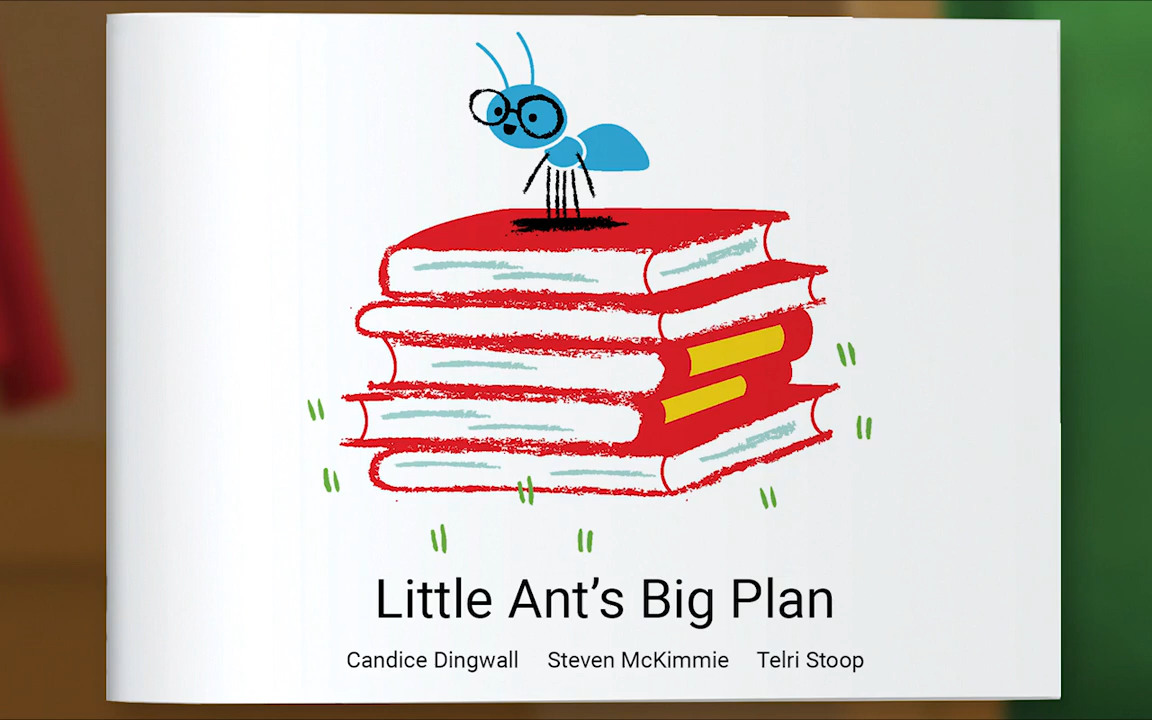 Little Ant’s Big Plan
Candice Dingwall Steven McKimmie Telri Stoop